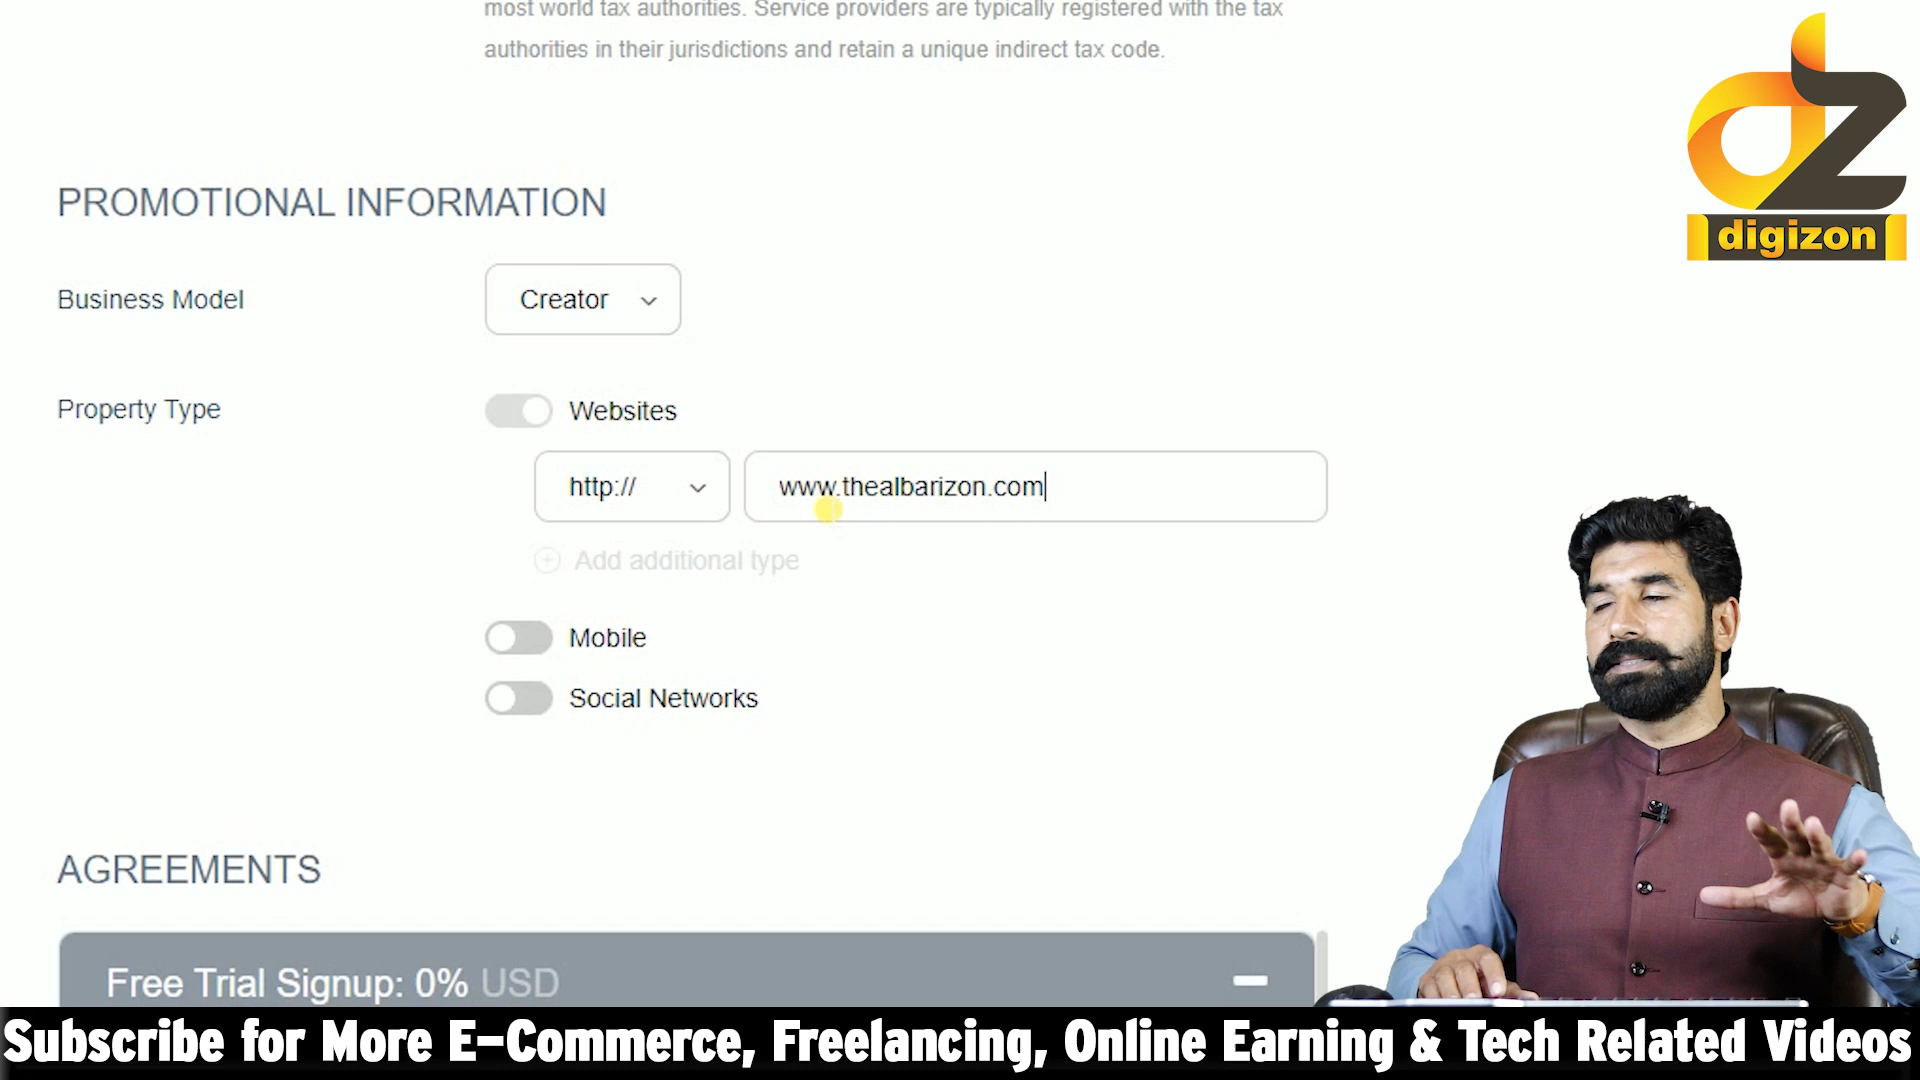 most world tax authorities. Service providers are typically registered with the tax
authorities in their jurisdictions and retain a unique indirect tax code.
dz
digizon
PROMOTIONAL INFORMATION
Business Model
Creator
Property Type
Websites
http://
www.thealbarizon.com
Add additional type
Mobile
Social Networks
AGREEMENTS
Free Trial Signup: 0% USD
Subscribe for More E-Commerce, Freelancing, Online Earning & Tech Related Videos